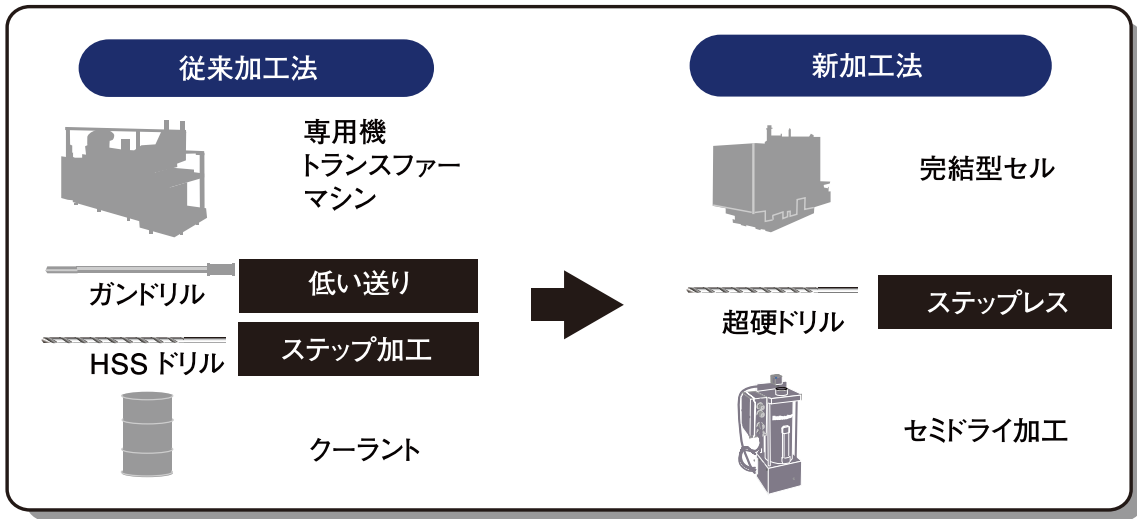 従来加工法
専用機
トランスファー
マシン
ガンドリル
低い送り
HSS ドリル
ステップ加工
クーラント
新加工法
完結型セル
超硬ドリル
ステップレス
セミドライ加工